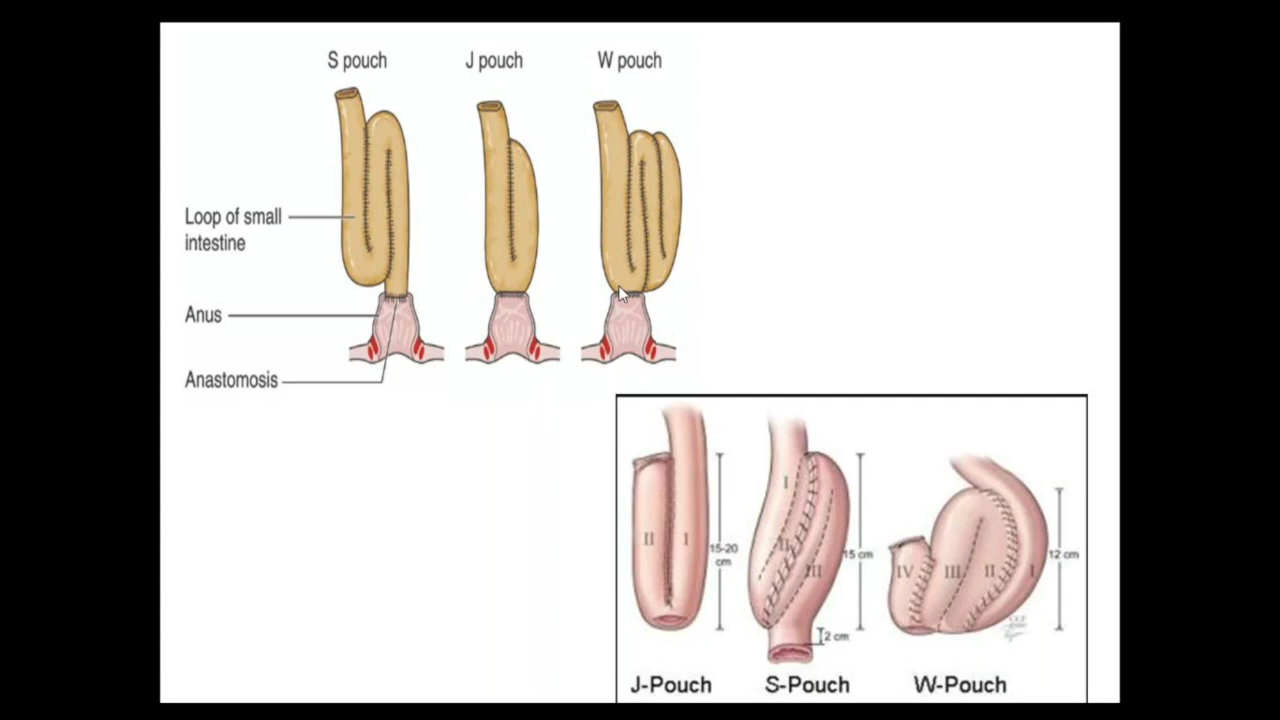 S pouch
J pouch
W pouch
Loop of small
intestine
Anus
Anastomosis
II
I
15-20
cm
I
II
III
15 cm
2 cm
IV
III
II
I
12 cm
J-Pouch
S-Pouch
W-Pouch